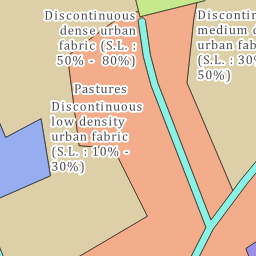 Discontinuous
dense urban
fabric (S.L. :
50% - 80%)
Discontin
medium d
urban fab
(S.L. : 30%
50%)
Pastures
Discontinuous
low density
urban fabric
(S.L. : 10% -
30%)